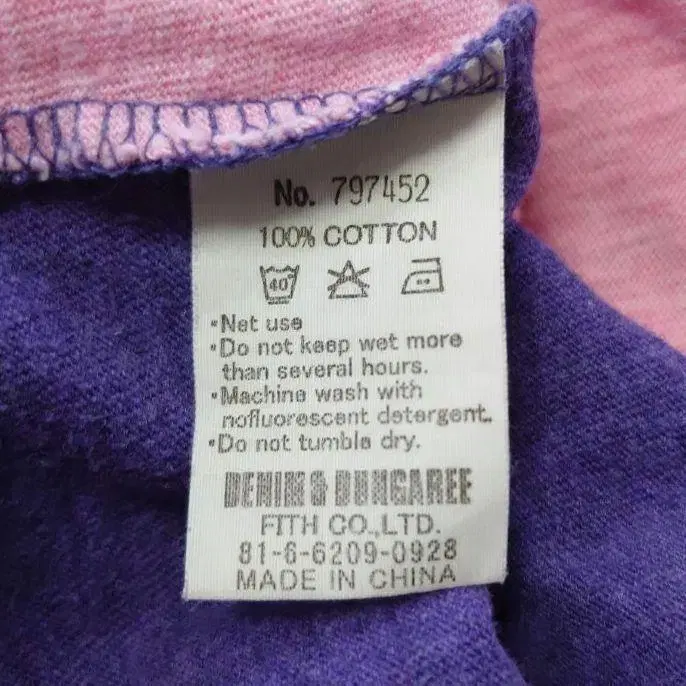 No. 797452
100% COTTON
40°
•Net use
•Do not keep wet more
than several hours.
•Machine wash with
nofluorescent detergent.
•Do not tumble dry.
DENIM & DUNGAREE
FITH CO.,LTD.
81-6-6209-0928
MADE IN CHINA